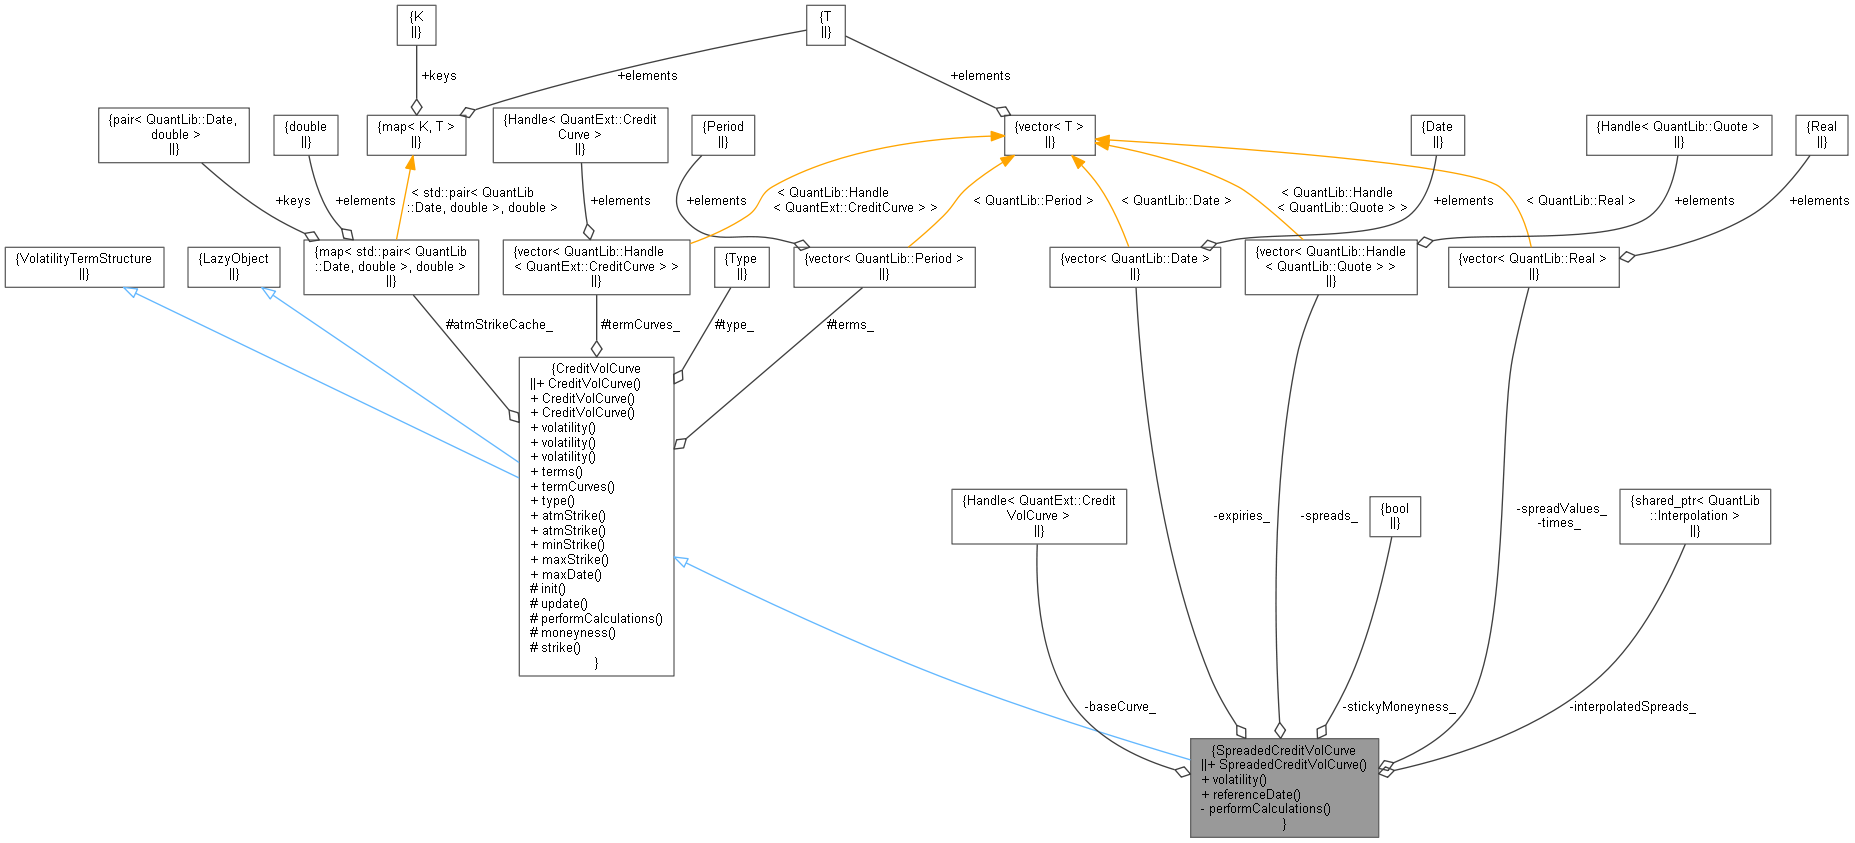 {K
||}
{T
||}
+keys
+elements
+elements
{pair< QuantLib::Date,
double >
||}
{double
||}
{map< K, T >
||}
{Handle< QuantExt::Credit
Curve >
||}
{Period
||}
{vector< T >
||}
{Date
||}
{Handle< QuantLib::Quote >
||}
{Real
||}
+keys
+elements
< std::pair< QuantLib
::Date, double >, double >
+elements
+elements
< QuantLib::Handle
< QuantExt::CreditCurve > >
< QuantLib::Period >
< QuantLib::Date >
< QuantLib::Handle
< QuantLib::Quote > >
+elements
< QuantLib::Real >
+elements
+elements
{VolatilityTermStructure
||}
{LazyObject
||}
{map< std::pair< QuantLib
::Date, double >, double >
||}
{vector< QuantLib::Handle
< QuantExt::CreditCurve > >
||}
{Type
||}
{vector< QuantLib::Period >
||}
{vector< QuantLib::Date >
||}
{vector< QuantLib::Handle
< QuantLib::Quote > >
||}
{vector< QuantLib::Real >
||}
#atmStrikeCache_
#termCurves_
#type_
#terms_
{CreditVolCurve
||+ CreditVolCurve()
+ CreditVolCurve()
+ CreditVolCurve()
+ volatility()
+ volatility()
+ volatility()
+ terms()
+ termCurves()
+ type()
+ atmStrike()
+ atmStrike()
+ minStrike()
+ maxStrike()
+ maxDate()
# init()
# update()
# performCalculations()
# moneyness()
# strike()
}
{Handle< QuantExt::Credit
VolCurve >
||}
-expiries_
-spreads_
{bool
||}
-spreadValues_
-times_
{shared_ptr< QuantLib
::Interpolation >
||}
-baseCurve_
-stickyMoneyness_
-interpolatedSpreads_
{SpreadedCreditVolCurve
||+ SpreadedCreditVolCurve()
+ volatility()
+ referenceDate()
- performCalculations()
}